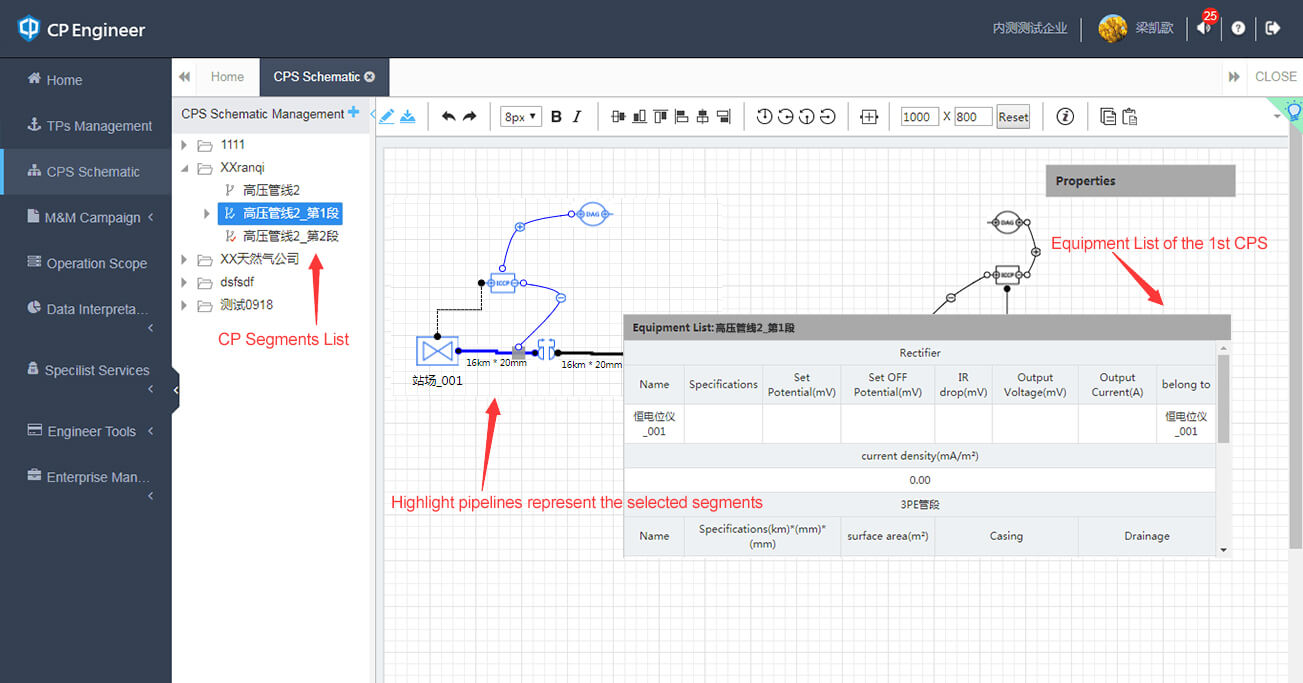 CP Engineer
内测测试企业
梁凯歌
25
Home
TPs Management
CPS Schematic
M&M Campaign
Operation Scope
Data Interpreta...
Specilist Services
Engineer Tools
Enterprise Man...
Home
CPS Schematic
CLOSE
CPS Schematic Management
1111
XXranqi
高压管线2
高压管线2_第1段
高压管线2_第2段
XX天然气公司
dsfsdf
测试0918
CP Segments List
8px
B
I
1000
X
800
Reset
DAG
ICCP
16km * 20mm
16km * 20mm
站场_001
Highlight pipelines represent the selected segments
DAG
ICCP
Properties
Equipment List of the 1st CPS
Equipment List:高压管线2_第1段
Rectifier
Name
Specifications
Set
Potential(mV)
Set OFF
Potential(mV)
IR
drop(mV)
Output
Voltage(mV)
Output
Current(A)
belong to
恒电位仪
_001
恒电位仪
_001
current density(mA/m²)
0.00
3PE管段
Name
Specifications(km)*(mm)*
(mm)
surface area(m²)
Casing
Drainage